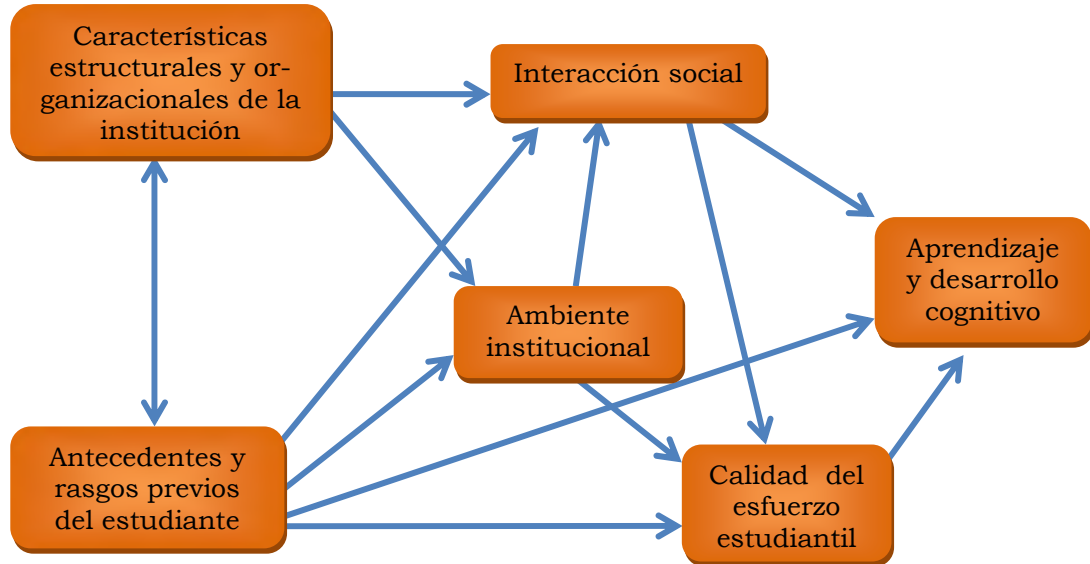 Características
estructurales y or-
ganizacionales de la
institución
Interacción social
Aprendizaje
y desarrollo
cognitivo
Ambiente
institucional
Antecedentes y
rasgos previos
del estudiante
Calidad del
esfuerzo
estudiantil